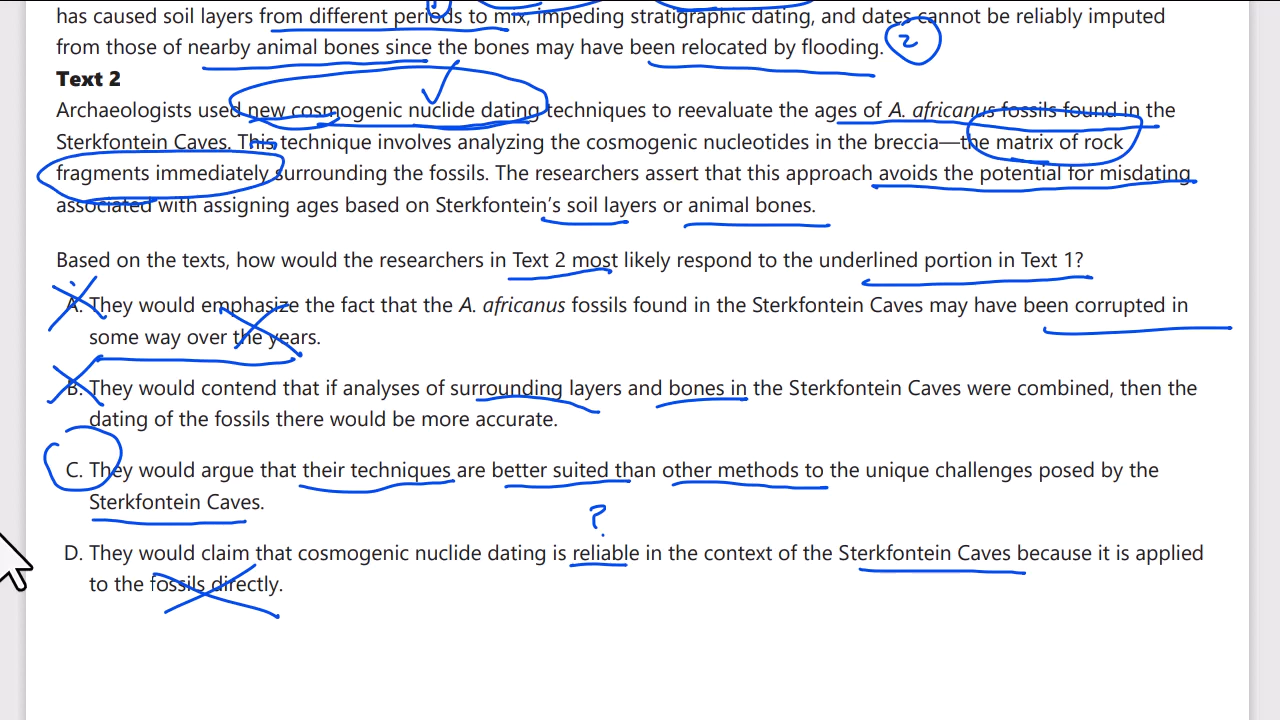 has caused soil layers from different periods to mix, impeding stratigraphic dating, and dates cannot be reliably imputed
from those of nearby animal bones since the bones may have been relocated by flooding. 2
Text 2
Archaeologists used new cosmogenic nuclide dating techniques to reevaluate the ages of A. africanus fossils found in the
Sterkfontein Caves. This technique involves analyzing the cosmogenic nucleotides in the breccia—the matrix of rock
fragments immediately surrounding the fossils. The researchers assert that this approach avoids the potential for misdating
associated with assigning ages based on Sterkfontein's soil layers or animal bones.
Based on the texts, how would the researchers in Text 2 most likely respond to the underlined portion in Text 1?
A. They would emphasize the fact that the A. africanus fossils found in the Sterkfontein Caves may have been corrupted in
some way over the years.
B. They would contend that if analyses of surrounding layers and bones in the Sterkfontein Caves were combined, then the
dating of the fossils there would be more accurate.
C. They would argue that their techniques are better suited than other methods to the unique challenges posed by the
Sterkfontein Caves.
?
D. They would claim that cosmogenic nuclide dating is reliable in the context of the Sterkfontein Caves because it is applied
to the fossils directly.